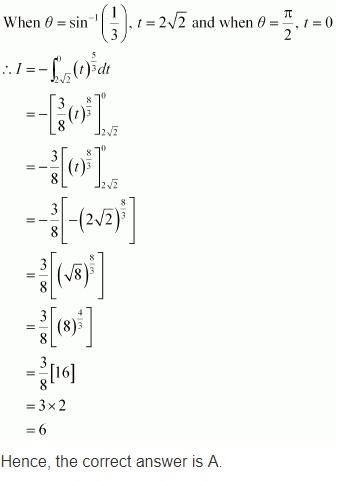 When θ = sin⁻¹(1/3), t = 2√2 and when θ = π/2, t = 0
∴ I = −∫_{2√2}^{0} (t)^{5/3} dt
= −[3/8 (t)^{8/3}]_{2√2}^{0}
= −3/8 [(t)^{8/3}]_{2√2}^{0}
= −3/8 [−(2√2)^{8/3}]
= 3/8 [(√8)^{8/3}]
= 3/8 [(8)^{4/3}]
= 3/8 [16]
= 3 × 2
= 6
Hence, the correct answer is A.